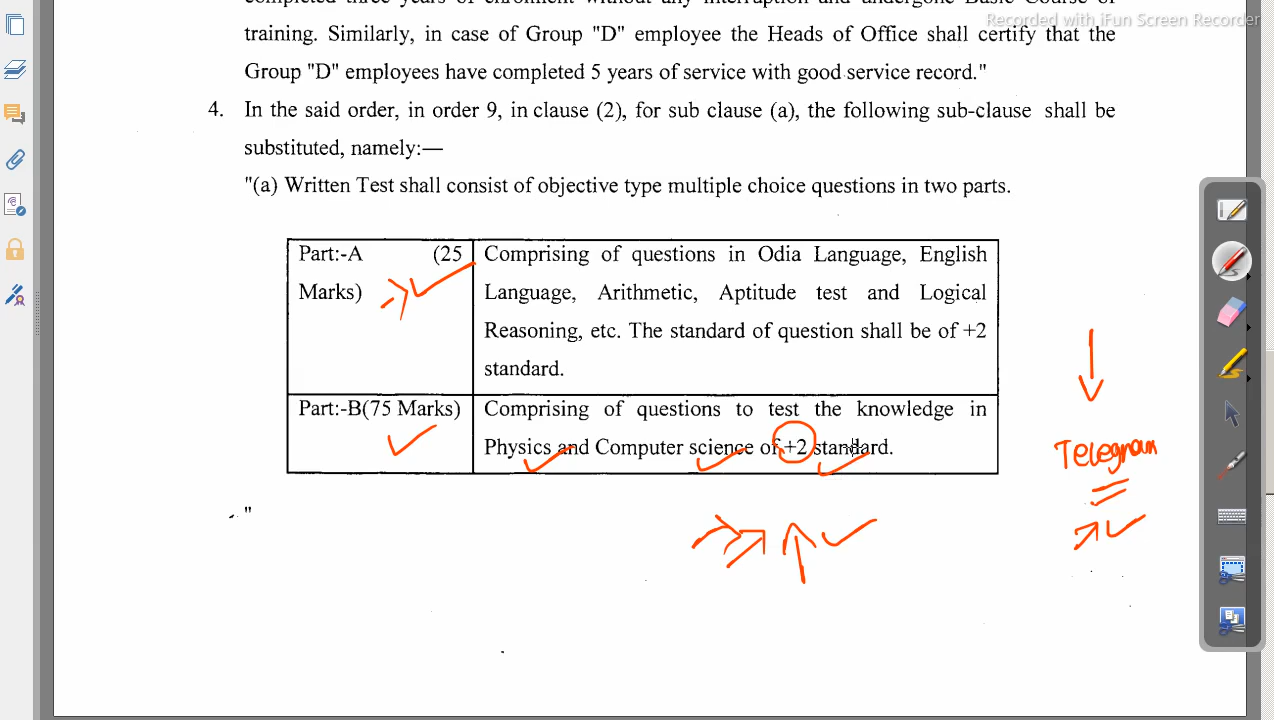 completed three years of enrolment without any interruption and undergone Basic Course of
Recorded with iFun Screen Recorder
training. Similarly, in case of Group "D" employee the Heads of Office shall certify that the
Group "D" employees have completed 5 years of service with good service record."
4. In the said order, in order 9, in clause (2), for sub clause (a), the following sub-clause shall be
substituted, namely:—
"(a) Written Test shall consist of objective type multiple choice questions in two parts.
Part:-A (25
Marks)
Comprising of questions in Odia Language, English
Language, Arithmetic, Aptitude test and Logical
Reasoning, etc. The standard of question shall be of +2
standard.
Part:-B(75 Marks)
Comprising of questions to test the knowledge in
Physics and Computer science of +2 standard.
"
Telegram